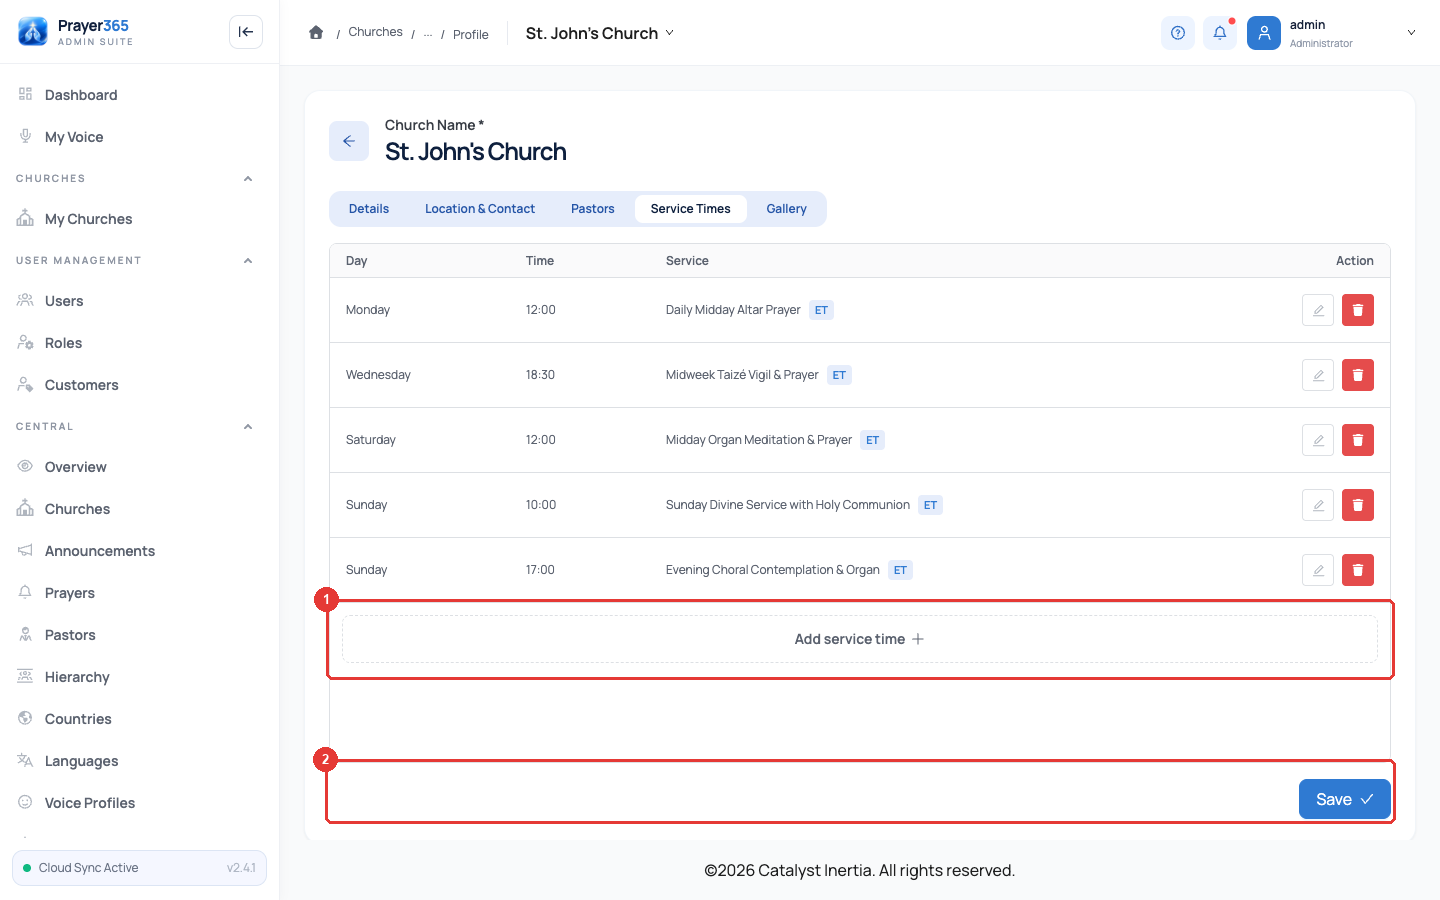 Prayer365
ADMIN SUITE
/ Churches / ... / Profile
St. John's Church
admin
Administrator
Dashboard
My Voice
CHURCHES
My Churches
USER MANAGEMENT
Users
Roles
Customers
CENTRAL
Overview
Churches
Announcements
Prayers
Pastors
Hierarchy
Countries
Languages
Voice Profiles
Cloud Sync Active v2.4.1
Church Name *
St. John's Church
Details Location & Contact Pastors Service Times Gallery
Day Time Service Action
Monday 12:00 Daily Midday Altar Prayer ET
Wednesday 18:30 Midweek Taizé Vigil & Prayer ET
Saturday 12:00 Midday Organ Meditation & Prayer ET
Sunday 10:00 Sunday Divine Service with Holy Communion ET
Sunday 17:00 Evening Choral Contemplation & Organ ET
1
Add service time +
2
Save
©2026 Catalyst Inertia. All rights reserved.